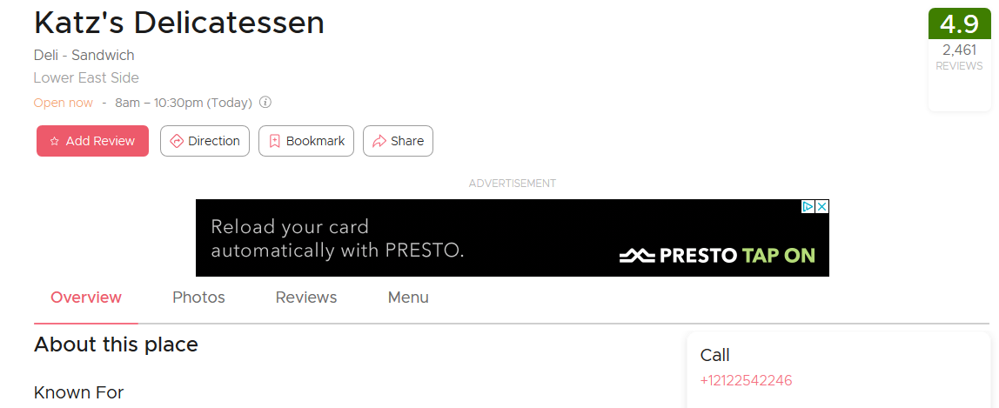 Katz's Delicatessen
4.9
2,461
REVIEWS
Deli - Sandwich
Lower East Side
Open now - 8am – 10:30pm (Today)
Add Review
Direction
Bookmark
Share
ADVERTISEMENT
Reload your card
automatically with PRESTO.
PRESTO TAP ON
Overview
Photos
Reviews
Menu
About this place
Known For
Call
+12122542246